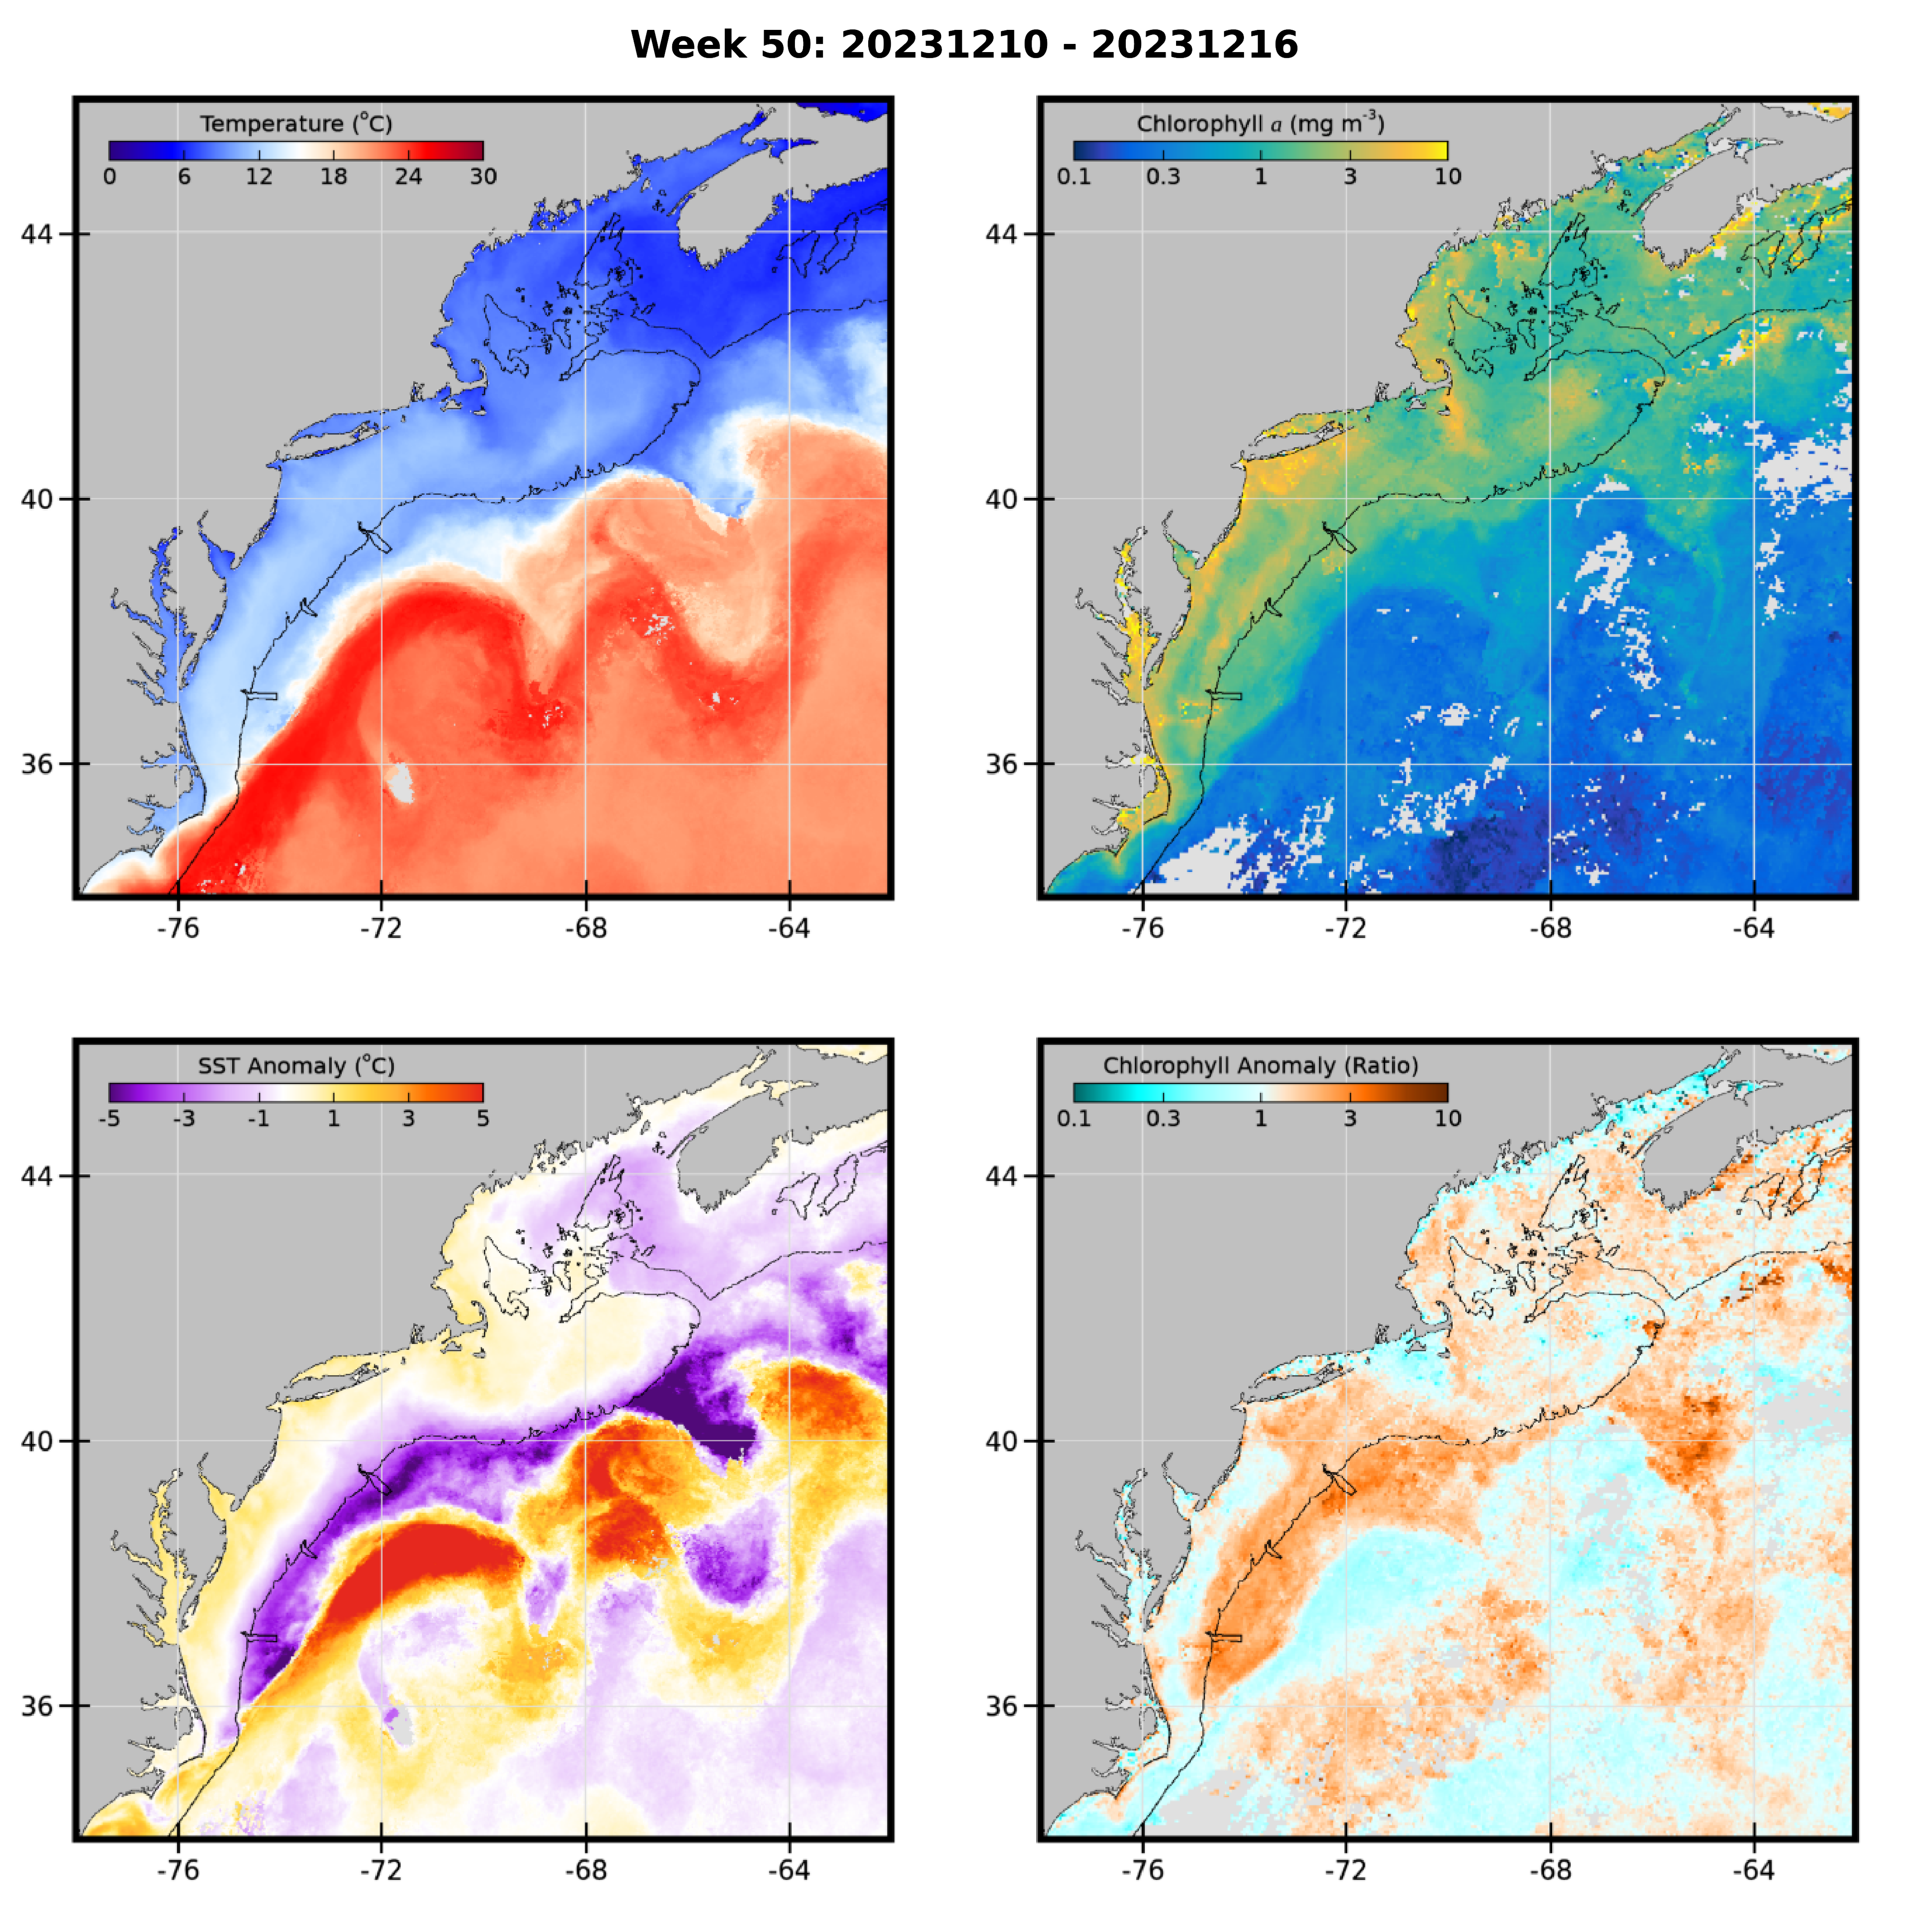 Week 50: 20231210 - 20231216
Temperature (°C)
0 6 12 18 24 30
44
40
36
-76 -72 -68 -64
Chlorophyll a (mg m⁻³)
0.1 0.3 1 3 10
44
40
36
-76 -72 -68 -64
SST Anomaly (°C)
-5 -3 -1 1 3 5
44
40
36
-76 -72 -68 -64
Chlorophyll Anomaly (Ratio)
0.1 0.3 1 3 10
44
40
36
-76 -72 -68 -64